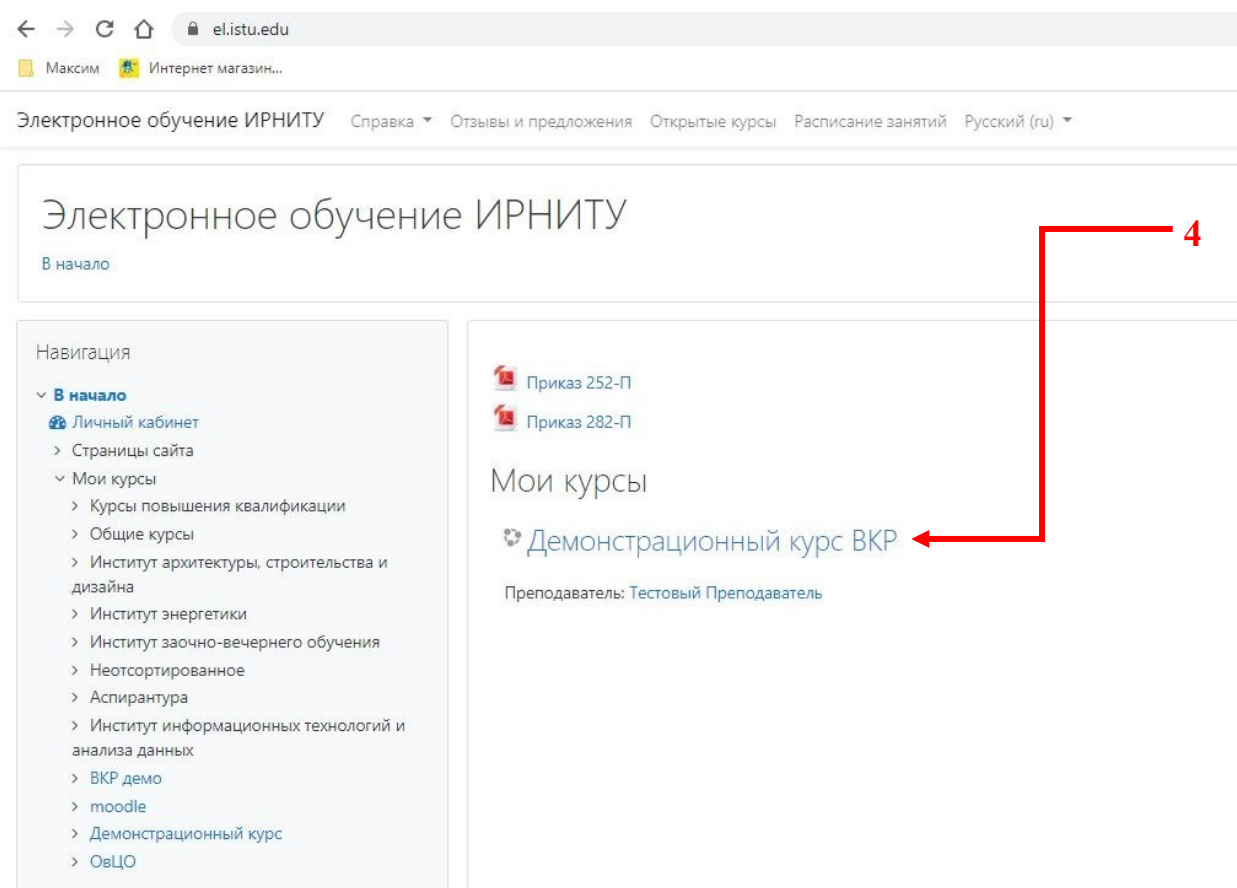 el.istu.edu
Максим Интернет магазин...
Электронное обучение ИРНИТУ Справка Отзывы и предложения Открытые курсы Расписание занятий Русский (ru)
Электронное обучение ИРНИТУ
В начало
4
Навигация
В начало
Личный кабинет
Страницы сайта
Мои курсы
Курсы повышения квалификации
Общие курсы
Институт архитектуры, строительства и
дизайна
Институт энергетики
Институт заочно-вечернего обучения
Неотсортированное
Аспирантура
Институт информационных технологий и
анализа данных
ВКР демо
moodle
Демонстрационный курс
ОвЦО
Приказ 252-П
Приказ 282-П
Мои курсы
Демонстрационный курс ВКР
Преподаватель: Тестовый Преподаватель